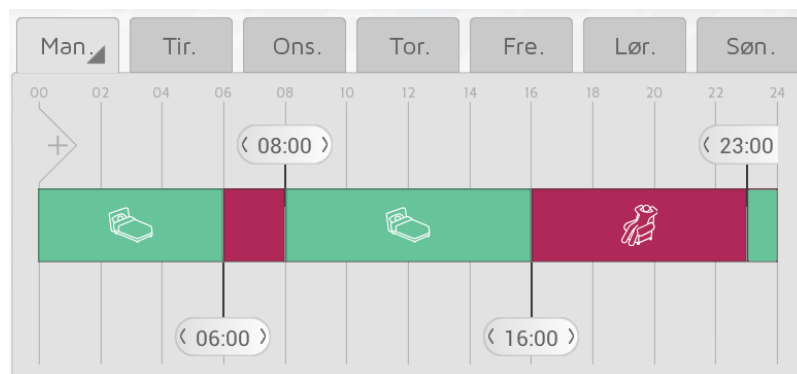 Man. Tir. Ons. Tor. Fre. Lør. Søn.
00 02 04 06 08 10 12 14 16 18 20 22 24
+ 08:00 23:00
06:00 16:00